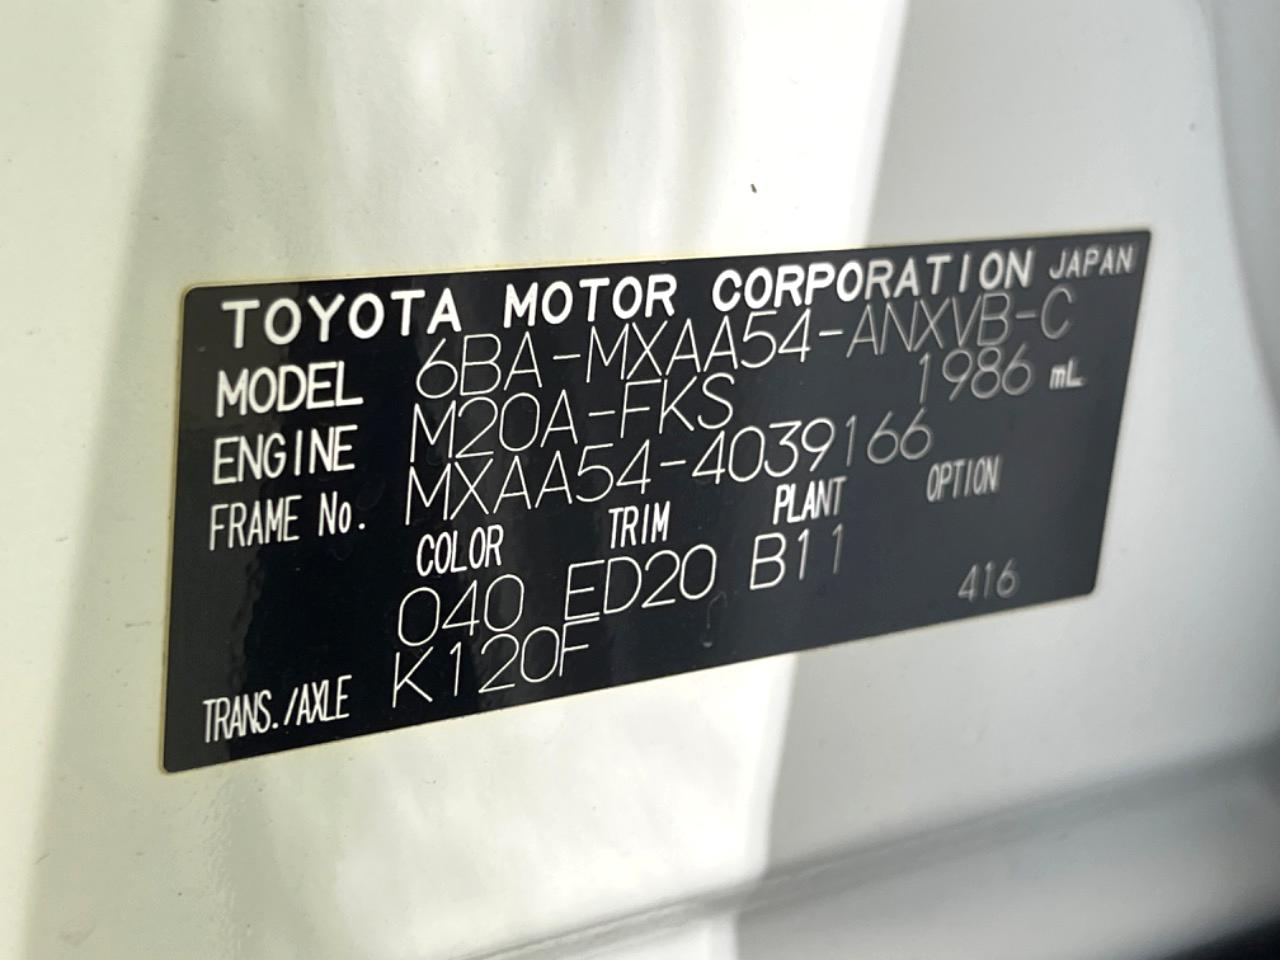 TOYOTA MOTOR CORPORATION JAPAN
MODEL 6BA-MXAA54-ANXVB-C
ENGINE M20A-FKS 1986 mL
FRAME No. MXAA54-4039166
COLOR TRIM PLANT OPTION
040 ED20 B11 416
TRANS./AXLE K120F